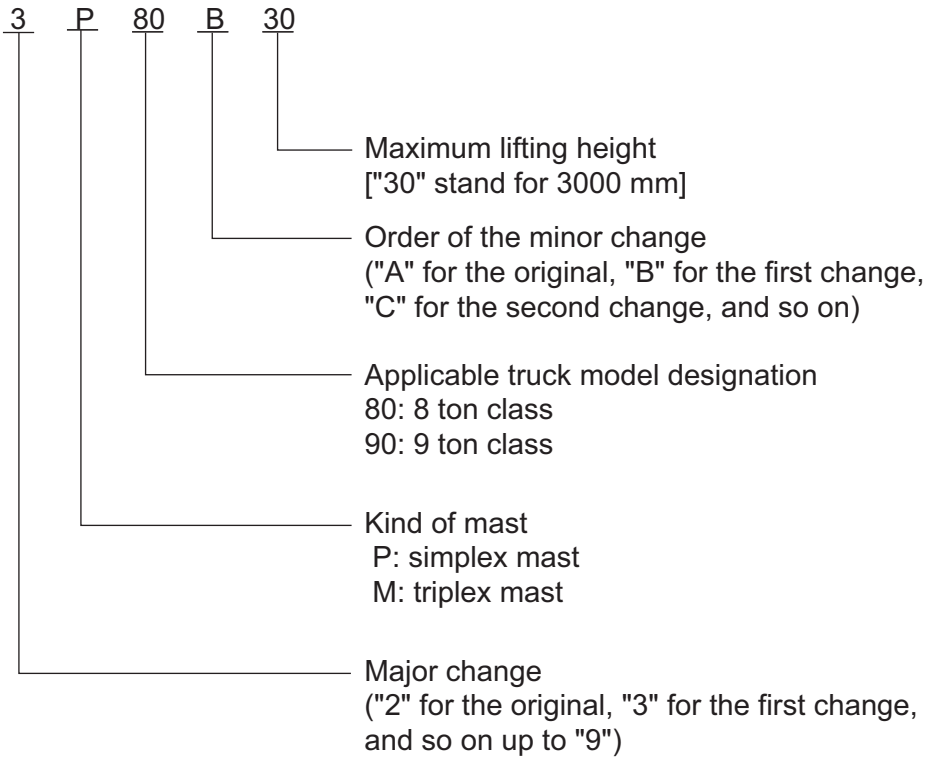 3 P 80 B 30
Maximum lifting height
["30" stand for 3000 mm]
Order of the minor change
("A" for the original, "B" for the first change,
"C" for the second change, and so on)
Applicable truck model designation
80: 8 ton class
90: 9 ton class
Kind of mast
P: simplex mast
M: triplex mast
Major change
("2" for the original, "3" for the first change,
and so on up to "9")